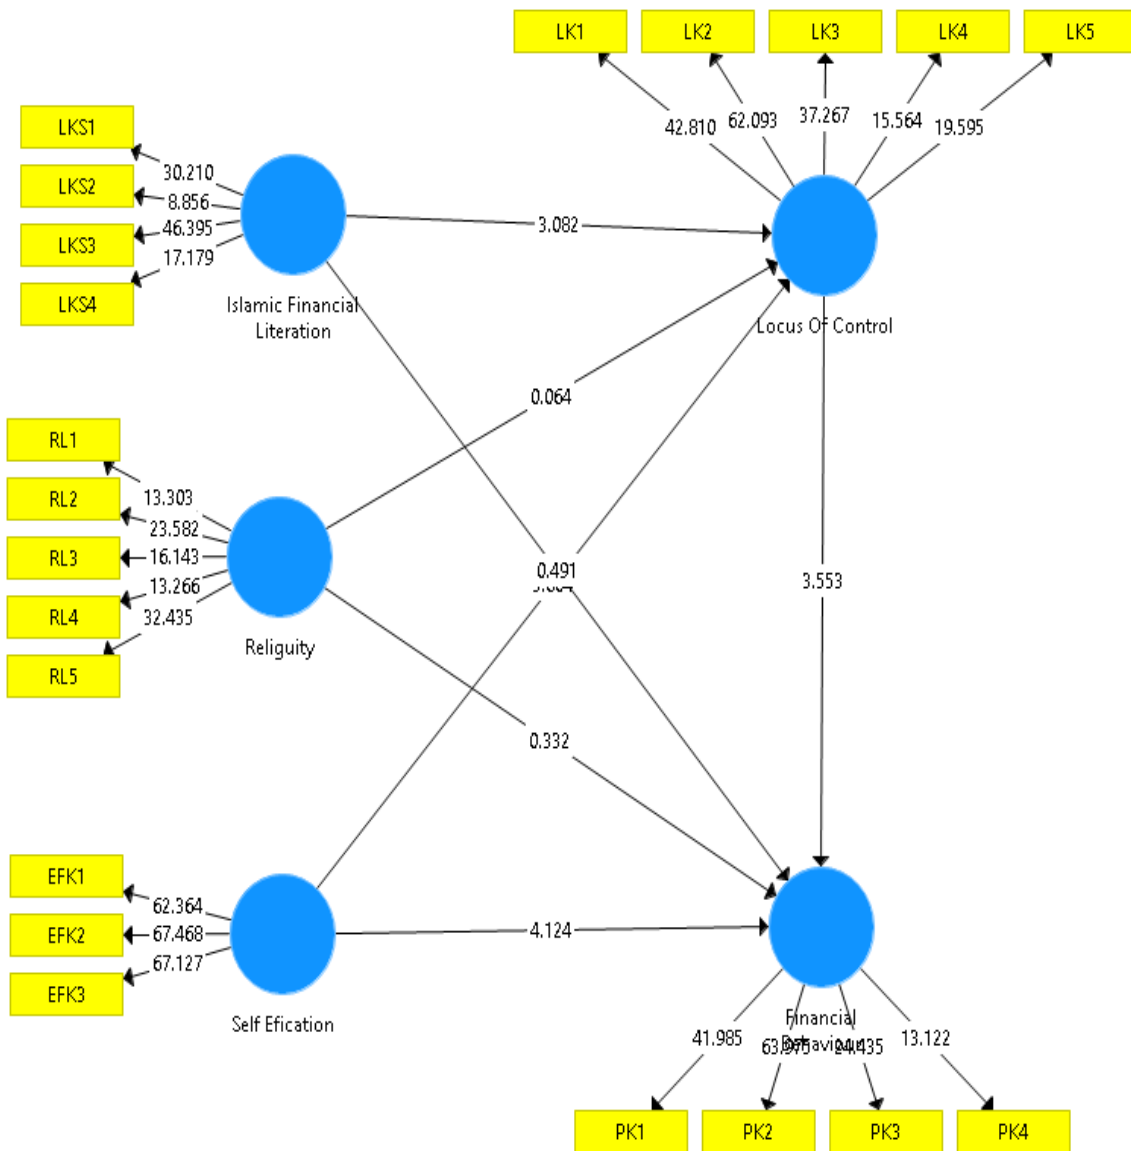 LK1 LK2 LK3 LK4 LK5
42.810 62.093 37.267 15.564 19.595
LKS1
LKS2
LKS3
LKS4
30.210
8.856
46.395
17.179
Islamic Financial
Literation
3.082
Locus Of Control
RL1
RL2
RL3
RL4
RL5
13.303
23.582
16.143
13.266
32.435
Religuity
0.064
0.491
3.553
0.332
EFK1
EFK2
EFK3
62.364
67.468
67.127
Self Efication
4.124
Financial
41.985 13.122
PK1 PK2 PK3 PK4